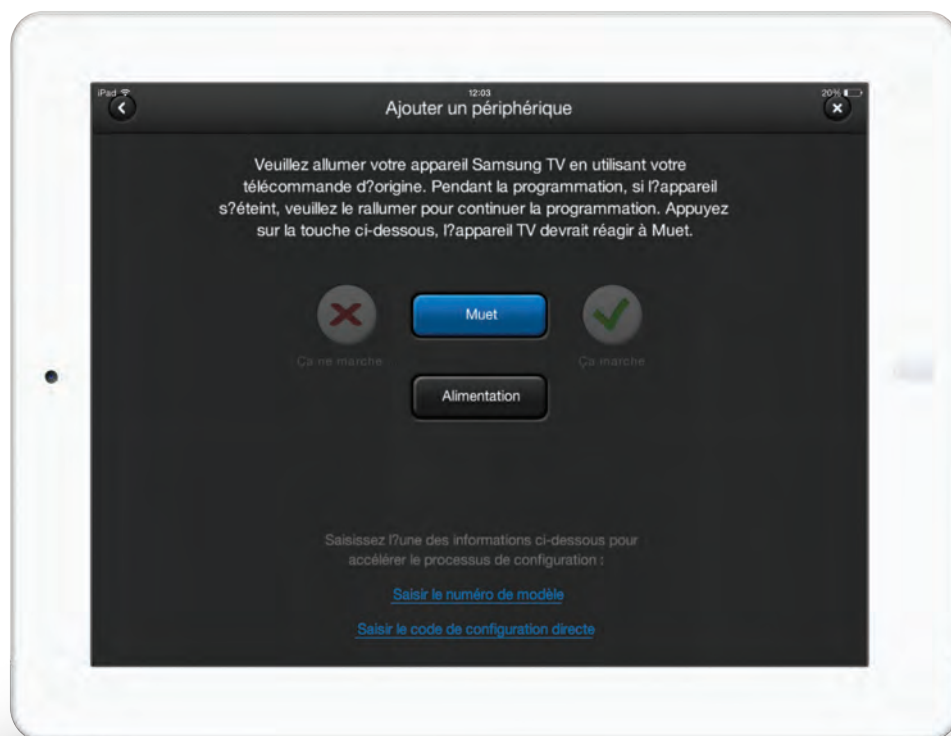 iPad
12:03
20%
Ajouter un périphérique
Veuillez allumer votre appareil Samsung TV en utilisant votre
télécommande d?origine. Pendant la programmation, si l?appareil
s?éteint, veuillez le rallumer pour continuer la programmation. Appuyez
sur la touche ci-dessous, l?appareil TV devrait réagir à Muet.
Muet
Ça ne marche
Ça marche
Alimentation
Saisissez l?une des informations ci-dessous pour
accélérer le processus de configuration :
Saisir le numéro de modèle
Saisir le code de configuration directe